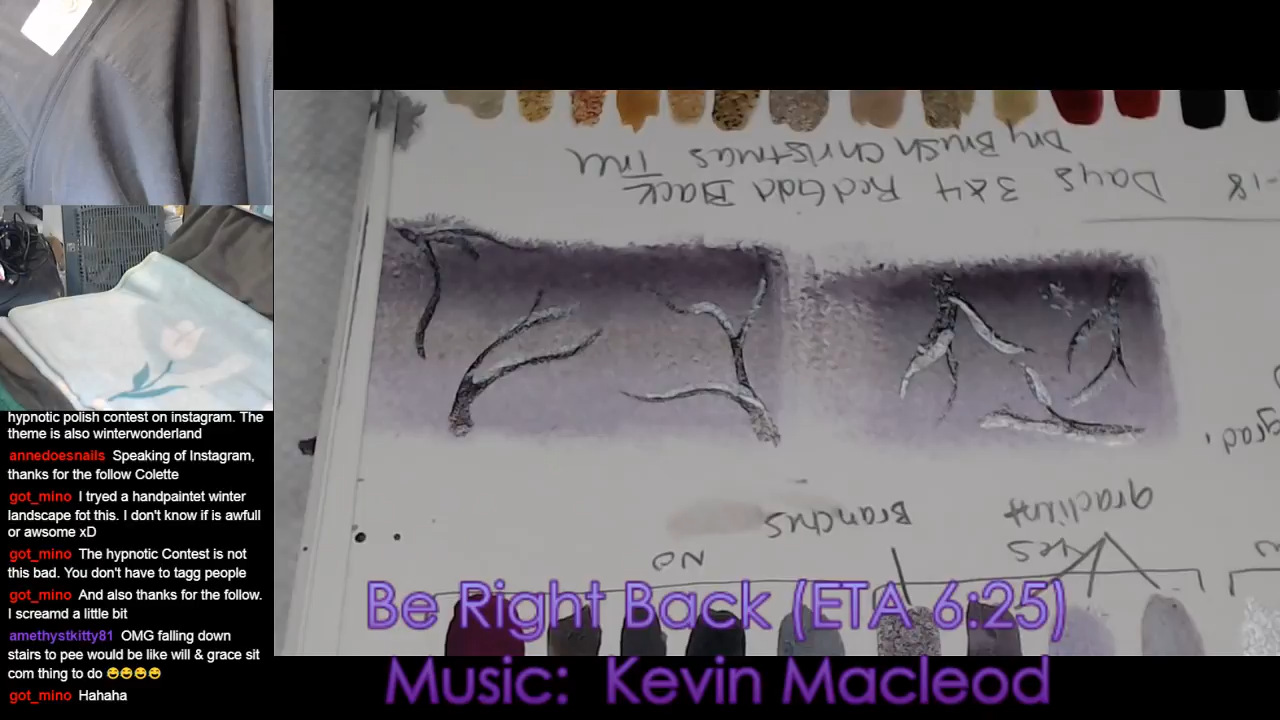 hypnotic polish contest on instagram. The
theme is also winterwonderland
annedoesnails Speaking of Instagram,
thanks for the follow Colette
got_mino I tryed a handpaintet winter
landscape fot this. I don't know if is awfull
or awsome xD
got_mino The hypnotic Contest is not
this bad. You don't have to tagg people
got_mino And also thanks for the follow.
I screamd a little bit
amethystkitty81 OMG falling down
stairs to pee would be like will & grace sit
com thing to do 😂😂😂😂
got_mino Hahaha
Dry Brush Christmas Tree
Days 3&4 Red Gold Black
-18
grad,
Branches
gradient
Yes
NO
Be Right Back (ETA 6:25)
Music: Kevin Macleod